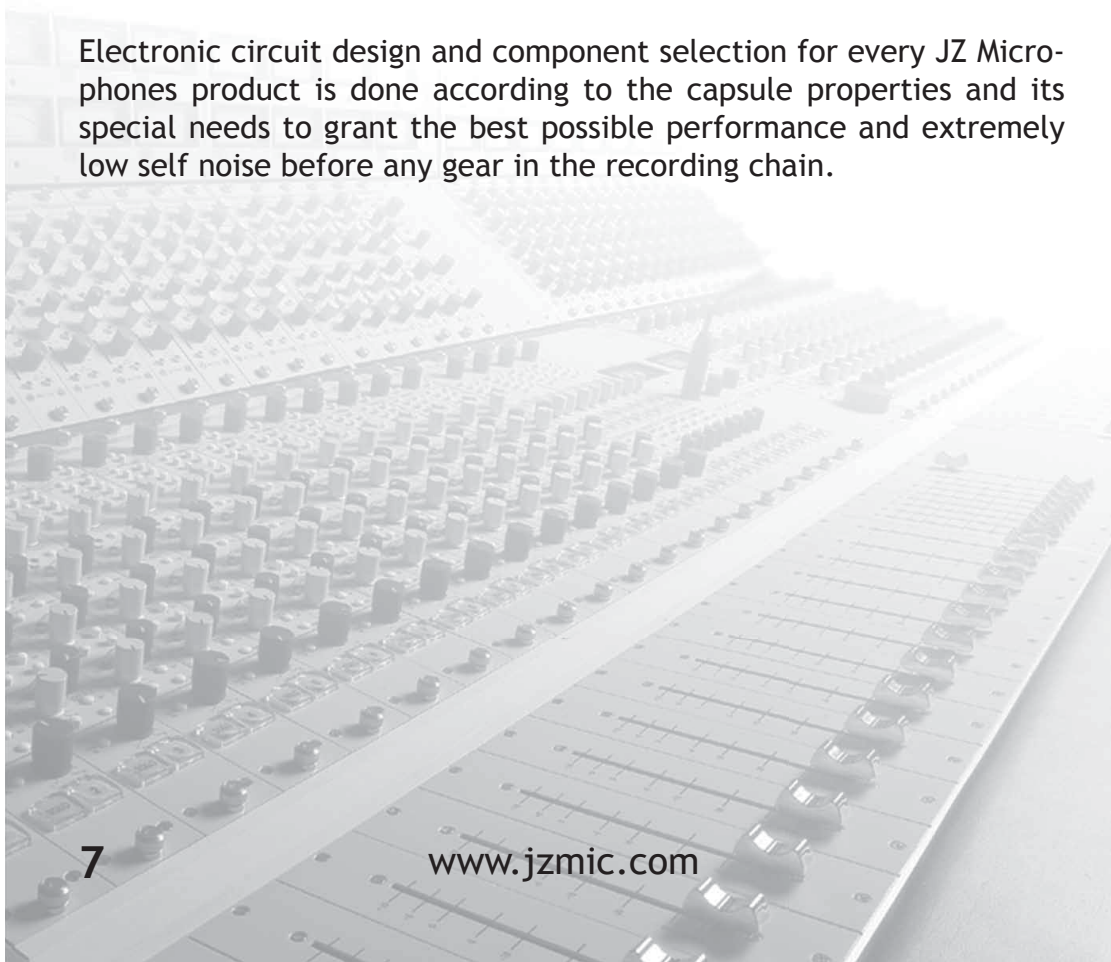 Electronic circuit design and component selection for every JZ Micro-
phones product is done according to the capsule properties and its
special needs to grant the best possible performance and extremely
low self noise before any gear in the recording chain.
7
www.jzmic.com